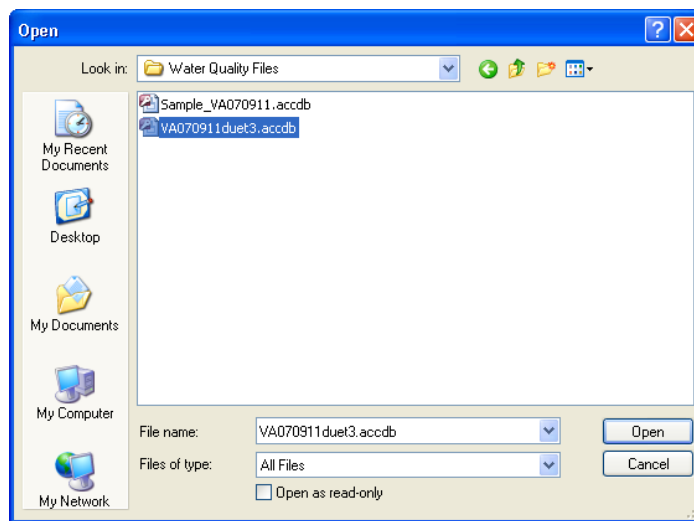 Open
Look in:
Water Quality Files
My Recent
Documents
Desktop
My Documents
My Computer
My Network
Sample_VA070911.accdb
VA070911duet3.accdb
File name:
VA070911duet3.accdb
Open
Files of type:
All Files
Cancel
Open as read-only